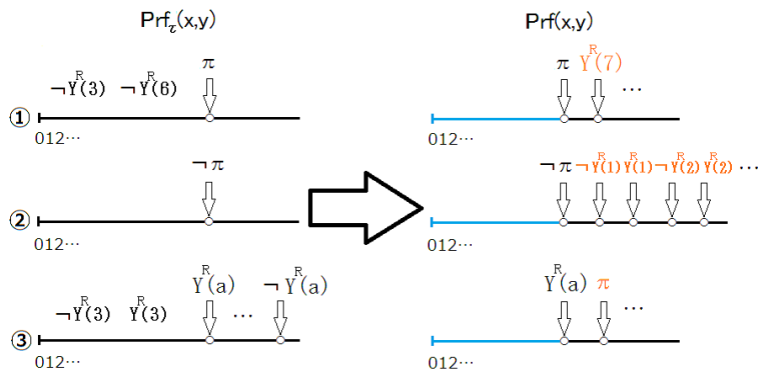 Prf𝜏(x,y) Prf(x,y)
π π Y^R(7)
¬Y^R(3) ¬Y^R(6) …
①
012… 012…
¬π ¬π ¬Y^R(1) Y^R(1) ¬Y^R(2) Y^R(2) …
②
012… 012…
Y^R(a) … ¬Y^R(a) Y^R(a) π
¬Y^R(3) Y^R(3) …
③
012… 012…